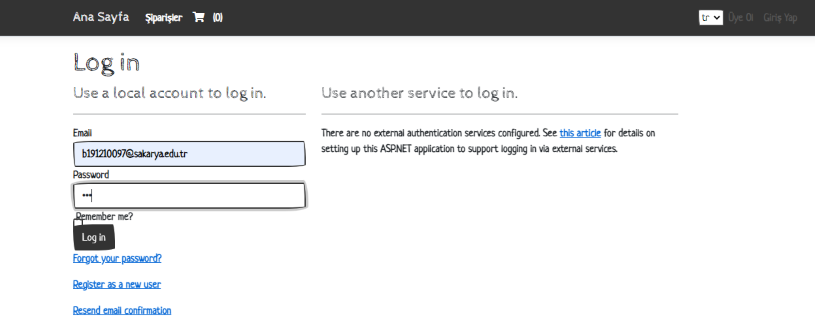 Ana Sayfa Şiparişler (0) tr Üye Ol Giriş Yap
Log in
Use a local account to log in.
Use another service to log in.
Email
b191210097@sakarya.edu.tr
Password
Remember me?
Log in
Forgot your password?
Register as a new user
Resend email confirmation
There are no external authentication services configured. See this article for details on
setting up this ASP.NET application to support logging in via external services.